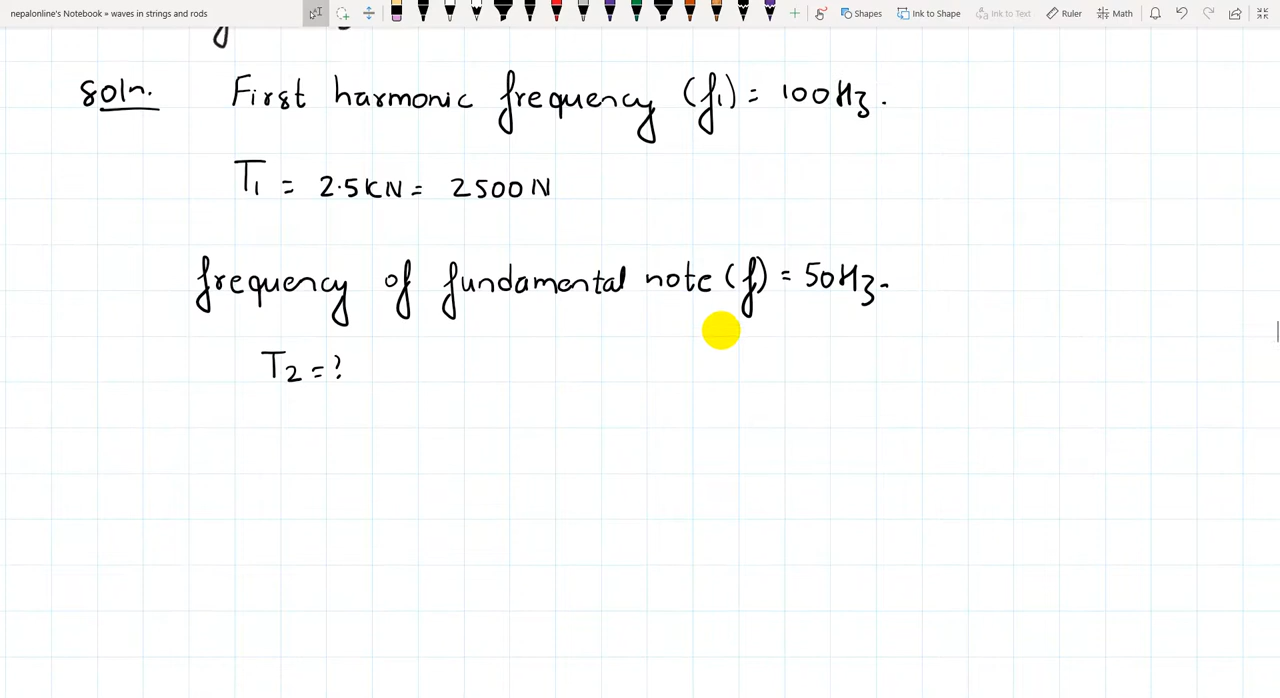 nepalonline's Notebook » waves in strings and rods
Shapes Ink to Shape Ink to Text Ruler Math
Soln. First harmonic frequency (f1) = 100Hz.
T1 = 2.5KN = 2500N
frequency of fundamental note (f) = 50Hz.
T2 = ?